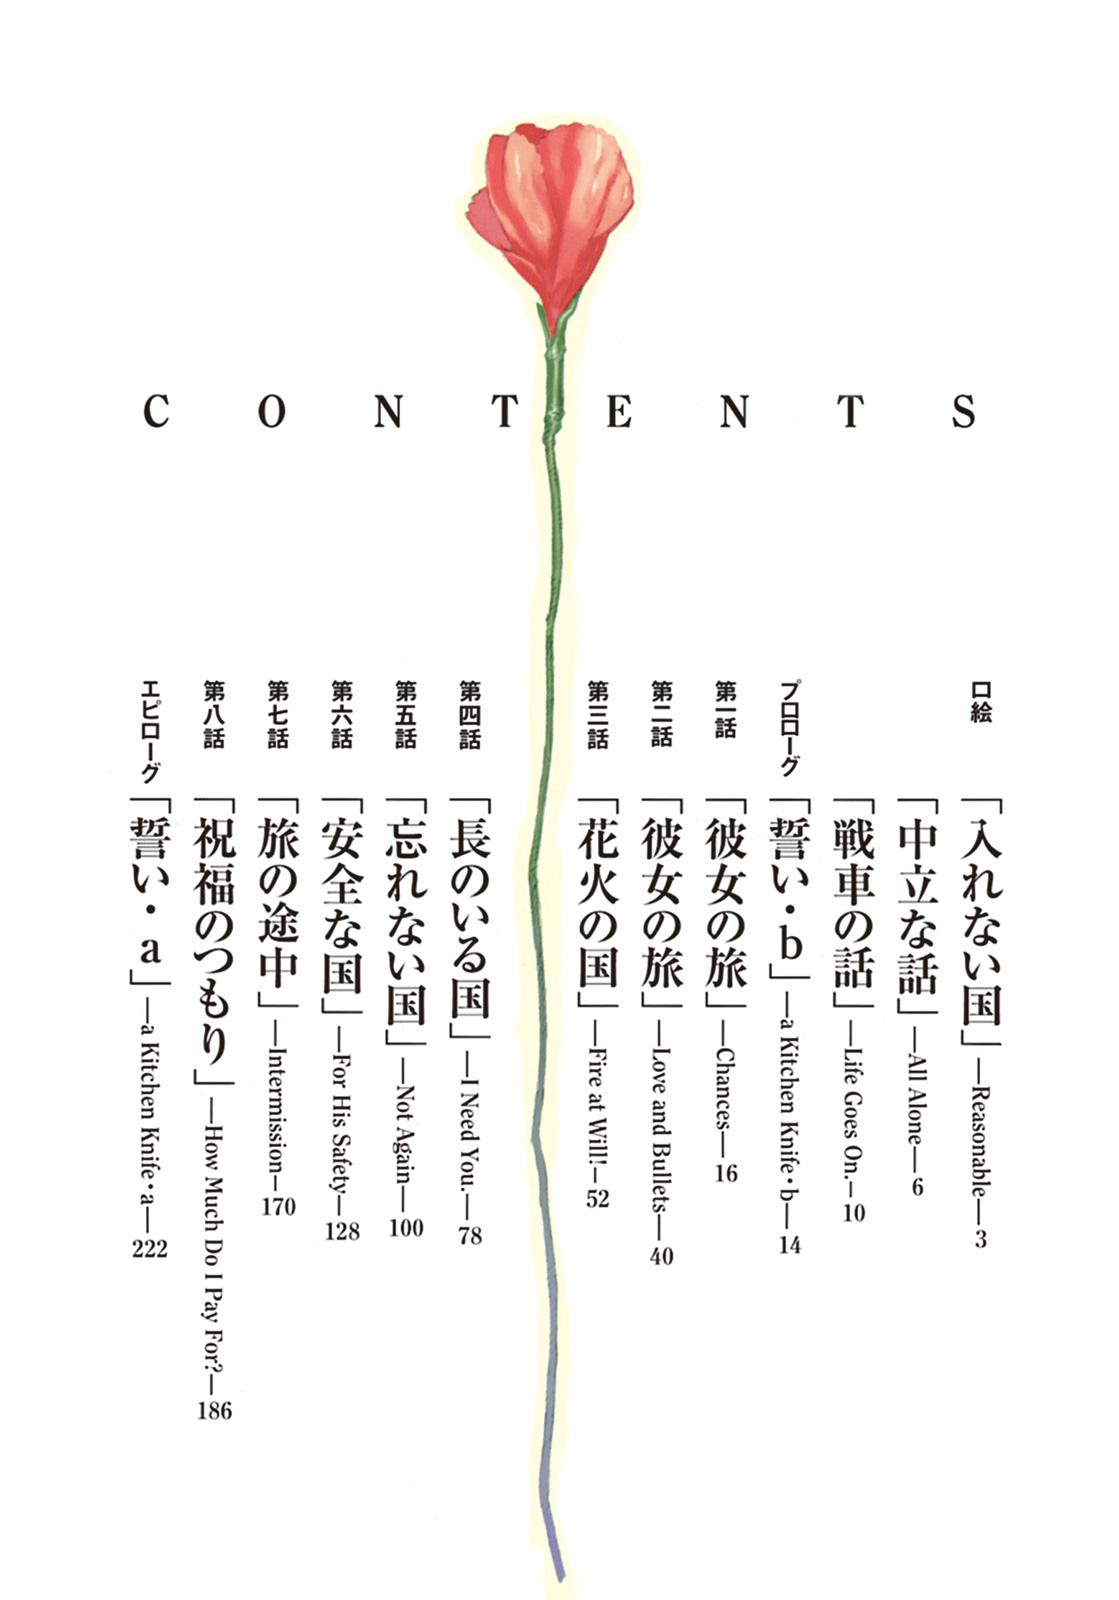 CONTENTS
口絵「入れない国」—Reasonable—3
「中立な話」—All Alone—6
「戦車の話」—Life Goes On.—10
プロローグ「誓い・b」—a Kitchen Knife・b—14
第一話「彼女の旅」—Chances—16
第二話「彼女の旅」—Love and Bullets—40
第三話「花火の国」—Fire at Will!—52
第四話「長のいる国」—I Need You.—78
第五話「忘れない国」—Not Again—100
第六話「安全な国」—For His Safety—128
第七話「旅の途中」—Intermission—170
第八話「祝福のつもり」—How Much Do I Pay For?—186
エピローグ「誓い・a」—a Kitchen Knife・a—222